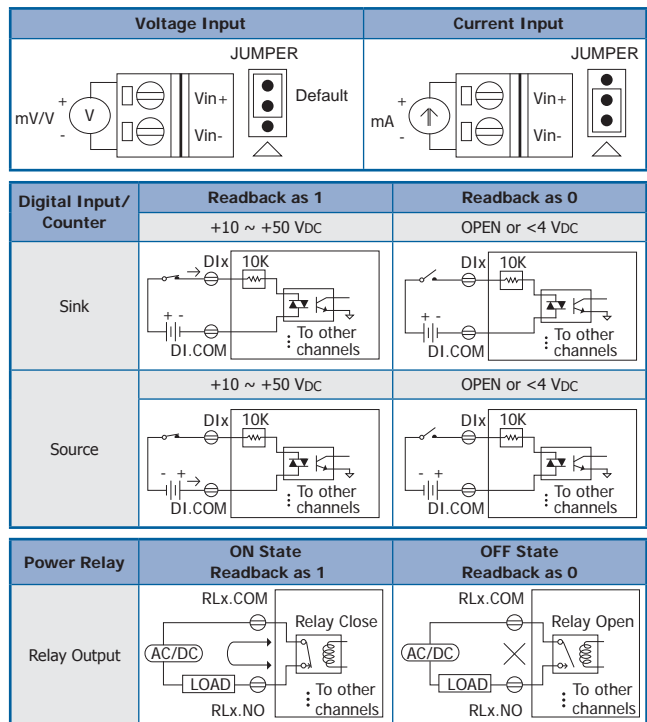 Voltage Input
Current Input
JUMPER
mV/V
+
-
V
Vin+
Vin-
Default
JUMPER
mA
+
-
Vin+
Vin-
Digital Input/
Counter
Readback as 1
Readback as 0
+10 ~ +50 VDC
OPEN or <4 VDC
Sink
DIx
10K
+ -
DI.COM
To other
channels
DIx
10K
+ -
DI.COM
To other
channels
+10 ~ +50 VDC
OPEN or <4 VDC
Source
DIx
10K
- +
DI.COM
To other
channels
DIx
10K
- +
DI.COM
To other
channels
Power Relay
ON State
Readback as 1
OFF State
Readback as 0
Relay Output
RLx.COM
Relay Close
AC/DC
LOAD
RLx.NO
To other
channels
RLx.COM
Relay Open
AC/DC
LOAD
RLx.NO
To other
channels